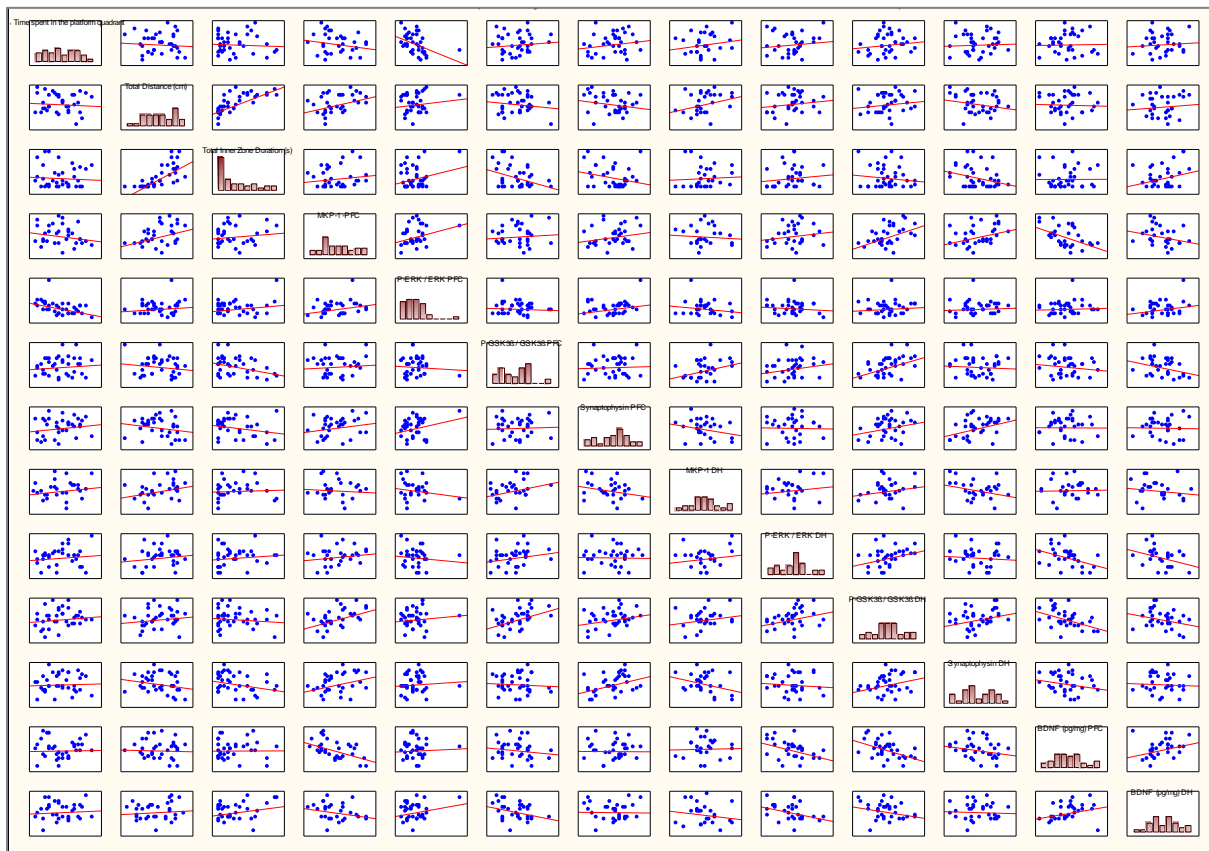 Time spent in the platform quadrant
Total Distance (cm)
Total Inner Zone Duration(s)
MKP-1 -PFC
P-ERK / ERK PFC
P-GSK3ß / GSK3ß PFC
Synaptophysin PFC
MKP-1 DH
P-ERK / ERK DH
P-GSK3ß / GSK3ß DH
Synaptophysin DH
BDNF (pg/mg) PFC
BDNF (pg/mg) DH